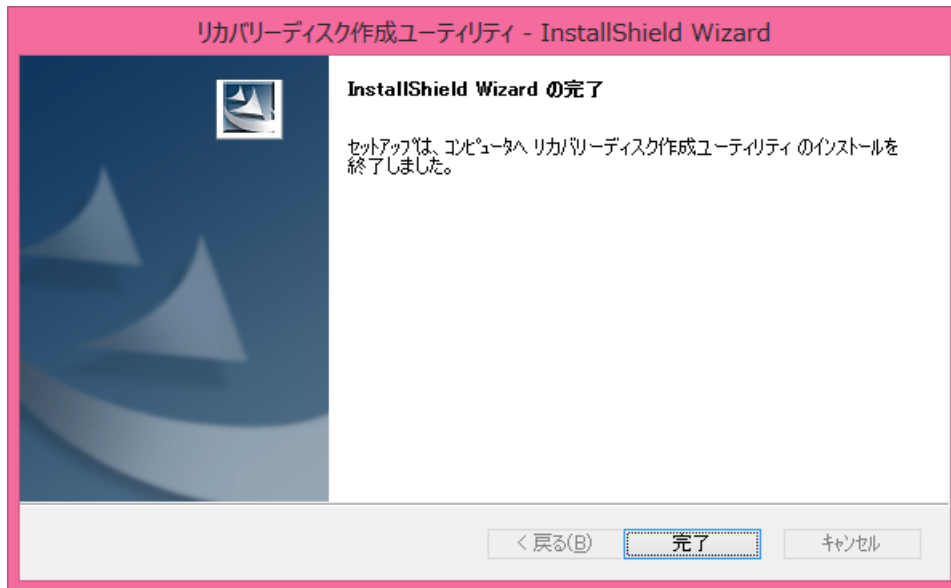 リカバリーディスク作成ユーティリティ - InstallShield Wizard
InstallShield Wizard の完了
セットアップは、コンピュータへ リカバリーディスク作成ユーティリティ のインストールを
終了しました。
< 戻る(B)
完了
キャンセル